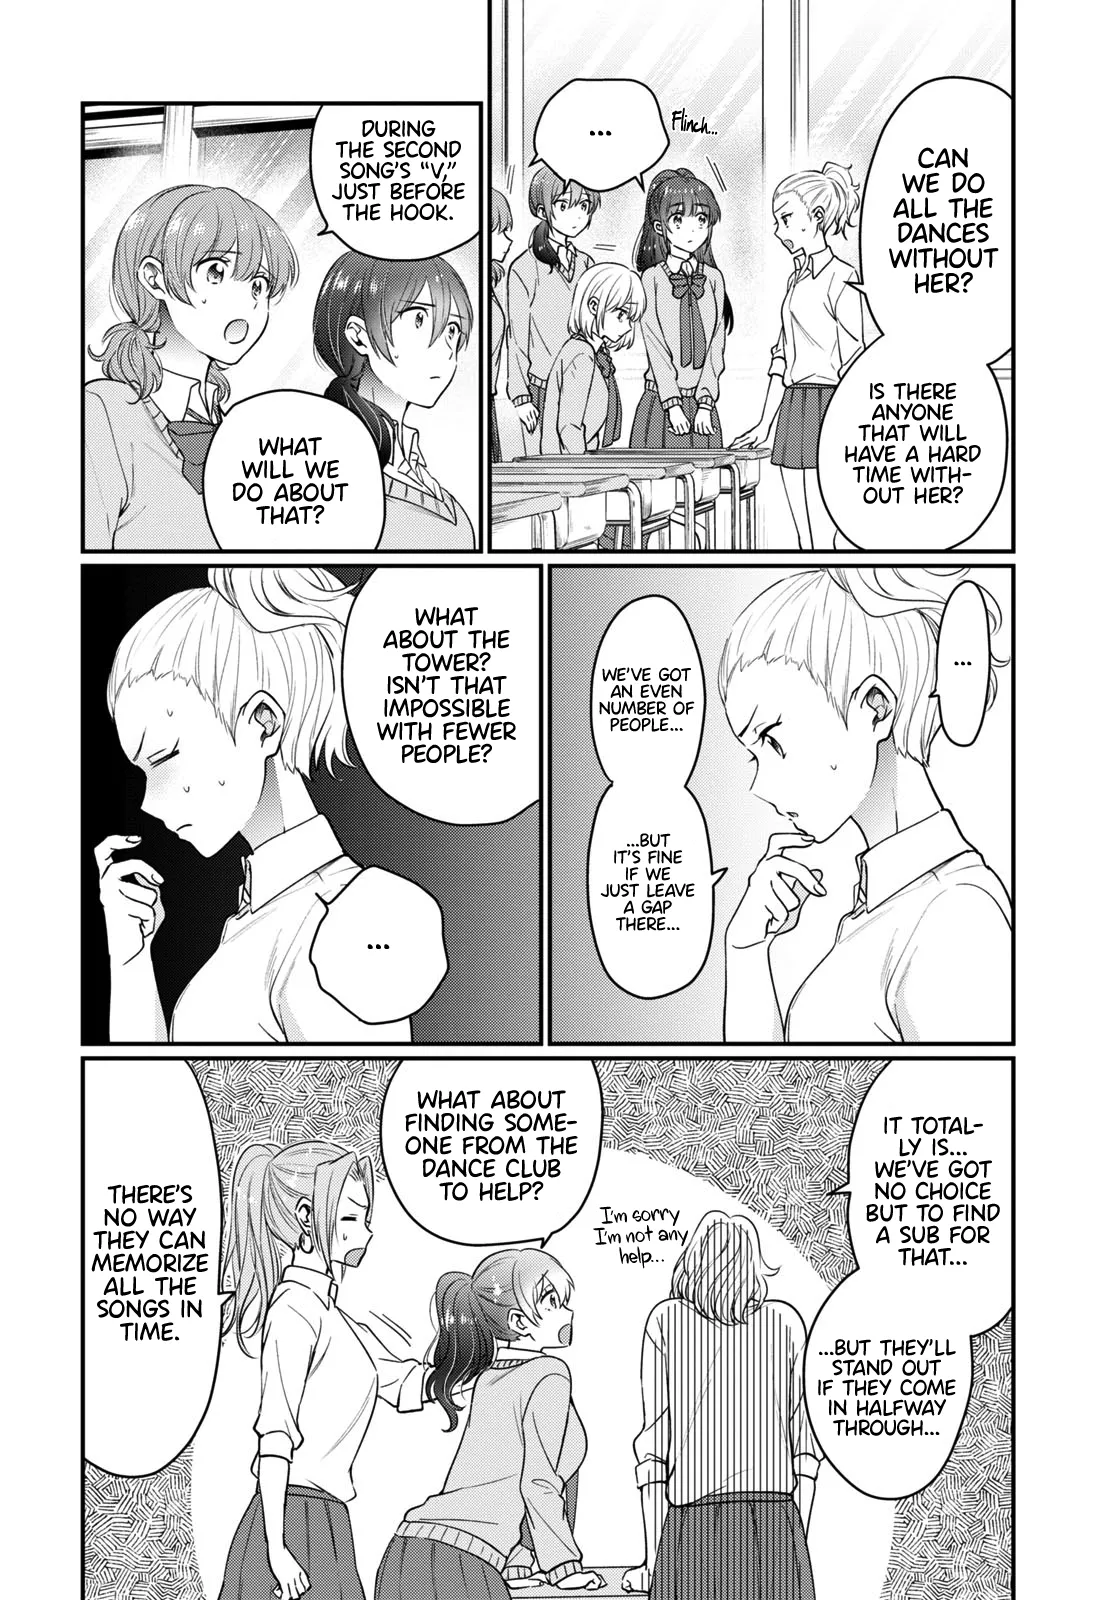 CAN
WE DO
ALL THE
DANCES
WITHOUT
HER?
IS THERE
ANYONE
THAT WILL
HAVE A HARD
TIME WITH-
OUT HER?
Flinch...
...
DURING
THE SECOND
SONG'S "V,"
JUST BEFORE
THE HOOK.
WHAT
WILL WE
DO ABOUT
THAT?
...
WE'VE GOT
AN EVEN
NUMBER OF
PEOPLE...
...BUT
IT'S FINE
IF WE
JUST LEAVE
A GAP
THERE...
WHAT
ABOUT THE
TOWER?
ISN'T THAT
IMPOSSIBLE
WITH FEWER
PEOPLE?
...
IT TOTAL-
LY IS...
WE'VE GOT
NO CHOICE
BUT TO FIND
A SUB FOR
THAT...
...BUT THEY'LL
STAND OUT
IF THEY COME
IN HALFWAY
THROUGH...
I'm sorry
I'm not any
help...
WHAT ABOUT
FINDING SOME-
ONE FROM THE
DANCE CLUB
TO HELP?
THERE'S
NO WAY
THEY CAN
MEMORIZE
ALL THE
SONGS IN
TIME.